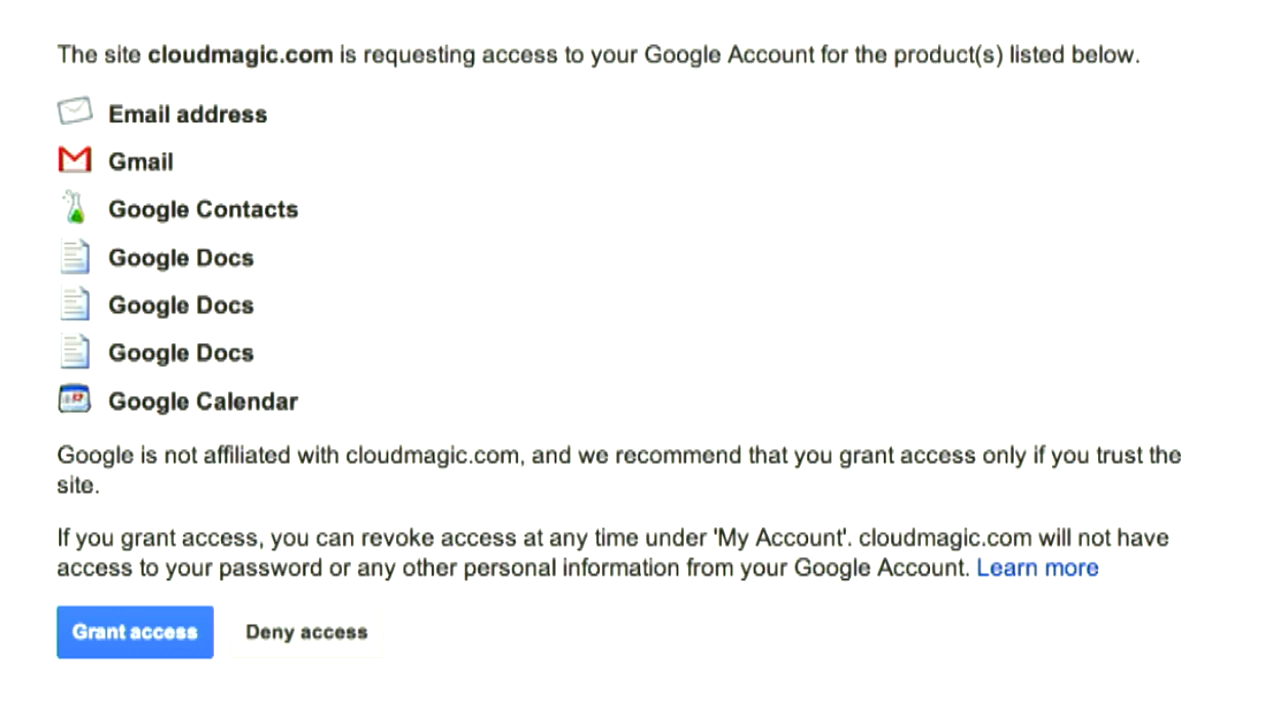 The site cloudmagic.com is requesting access to your Google Account for the product(s) listed below.
Email address
Gmail
Google Contacts
Google Docs
Google Docs
Google Docs
Google Calendar
Google is not affiliated with cloudmagic.com, and we recommend that you grant access only if you trust the
site.
If you grant access, you can revoke access at any time under 'My Account'. cloudmagic.com will not have
access to your password or any other personal information from your Google Account. Learn more
Grant access Deny access